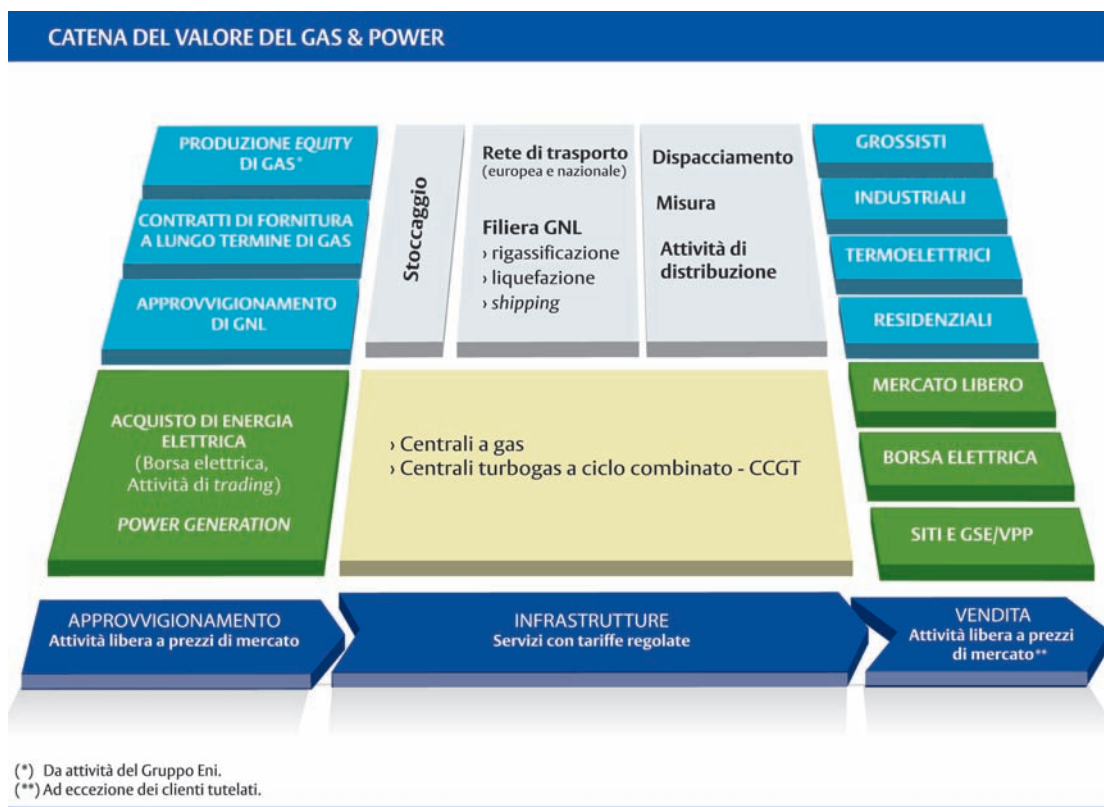 CATENA DEL VALORE DEL GAS & POWER
PRODUZIONE EQUITY
DI GAS*
CONTRATTI DI FORNITURA
A LUNGO TERMINE DI GAS
APPROVVIGIONAMENTO
DI GNL
Stoccaggio
Rete di trasporto
(europea e nazionale)
Filiera GNL
› rigassificazione
› liquefazione
› shipping
Dispacciamento
Misura
Attività di
distribuzione
GROSSISTI
INDUSTRIALI
TERMOELETTRICI
RESIDENZIALI
ACQUISTO DI ENERGIA
ELETTRICA
(Borsa elettrica,
Attività di trading)
POWER GENERATION
› Centrali a gas
› Centrali turbogas a ciclo combinato - CCGT
MERCATO LIBERO
BORSA ELETTRICA
SITI E GSE/VPP
APPROVVIGIONAMENTO
Attività libera a prezzi di mercato
INFRASTRUTTURE
Servizi con tariffe regolate
VENDITA
Attività libera a prezzi
di mercato**
(*) Da attività del Gruppo Eni.
(**) Ad eccezione dei clienti tutelati.